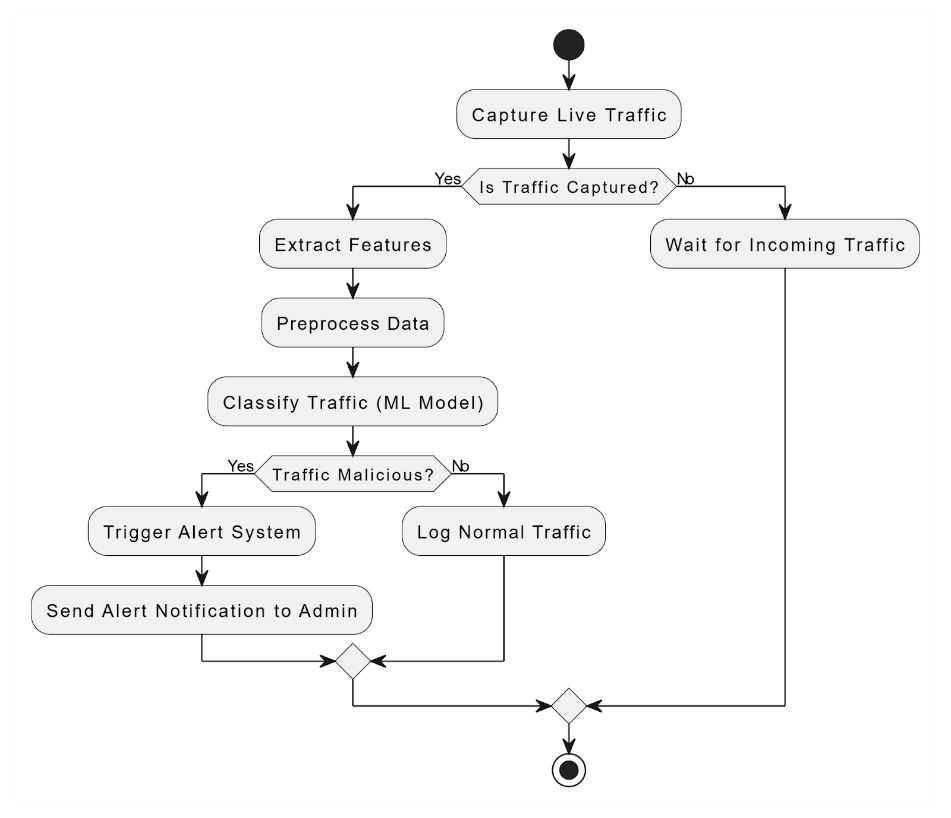 Capture Live Traffic
Yes
Is Traffic Captured?
No
Extract Features
Wait for Incoming Traffic
Preprocess Data
Classify Traffic (ML Model)
Yes
Traffic Malicious?
No
Trigger Alert System
Log Normal Traffic
Send Alert Notification to Admin